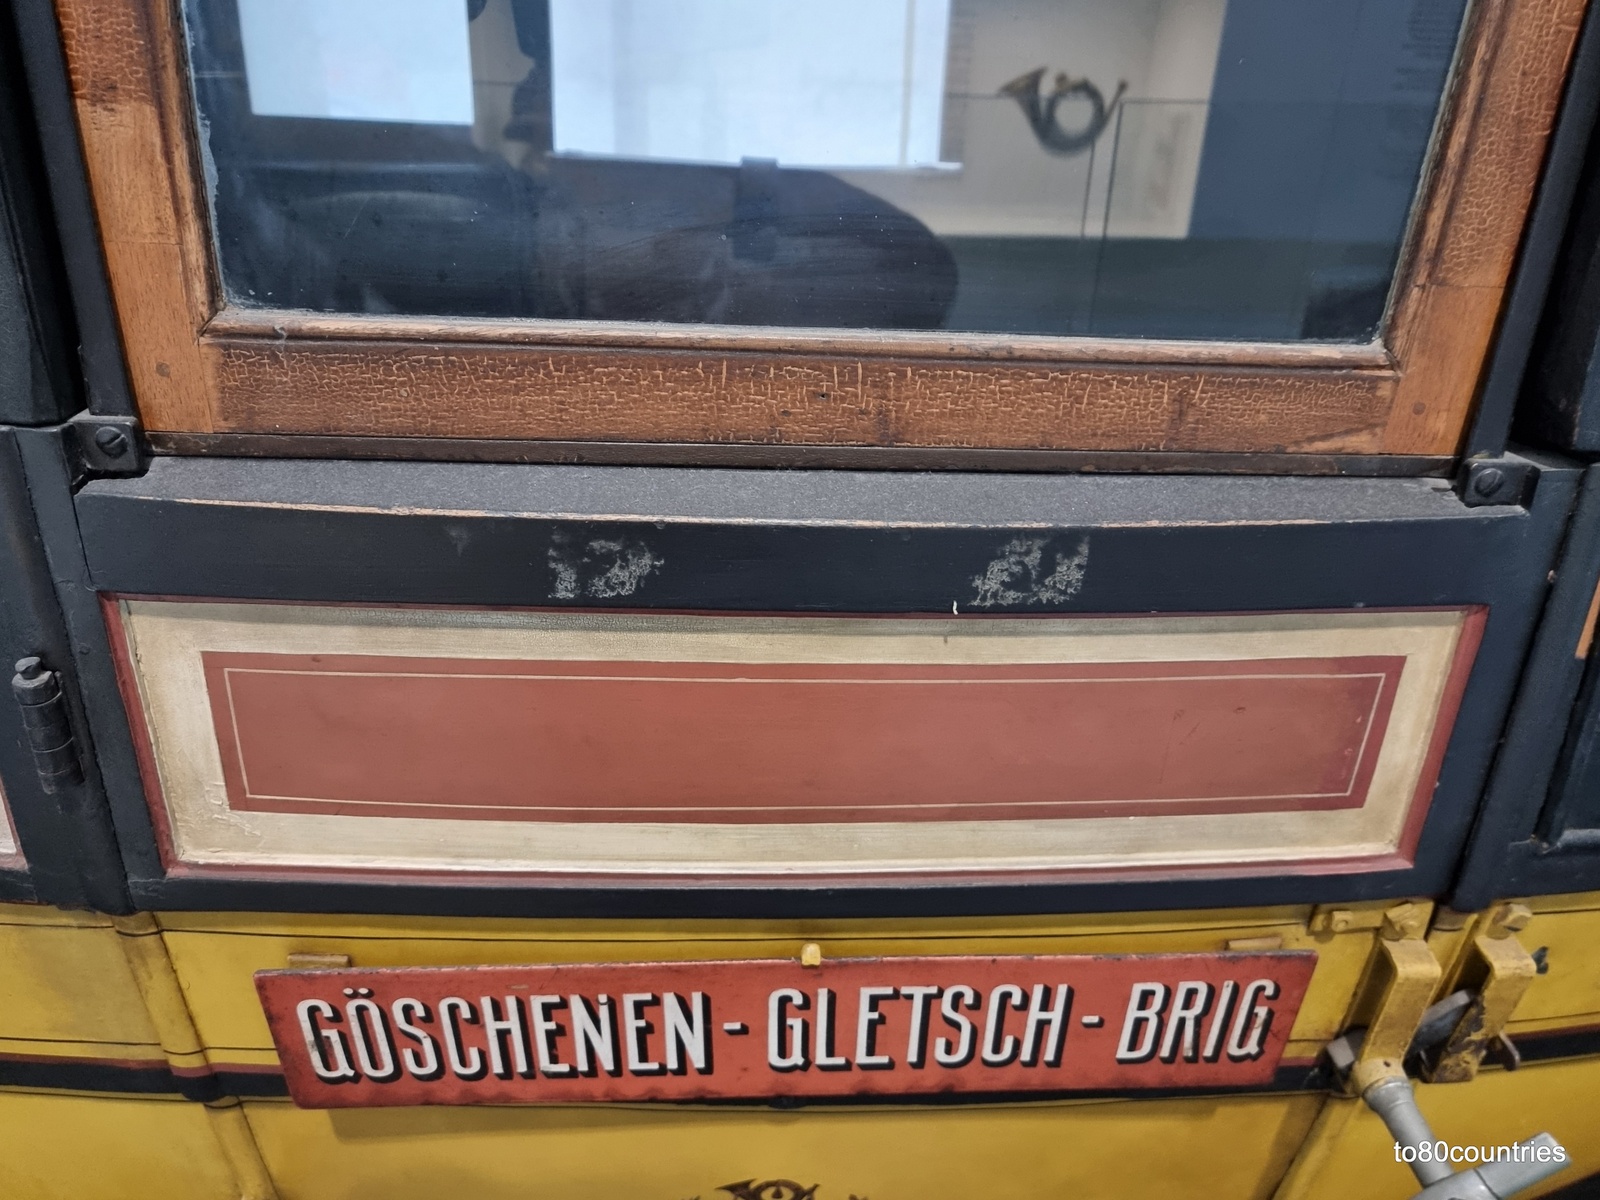 GÖSCHENEN - GLETSCH - BRIG
to80countries